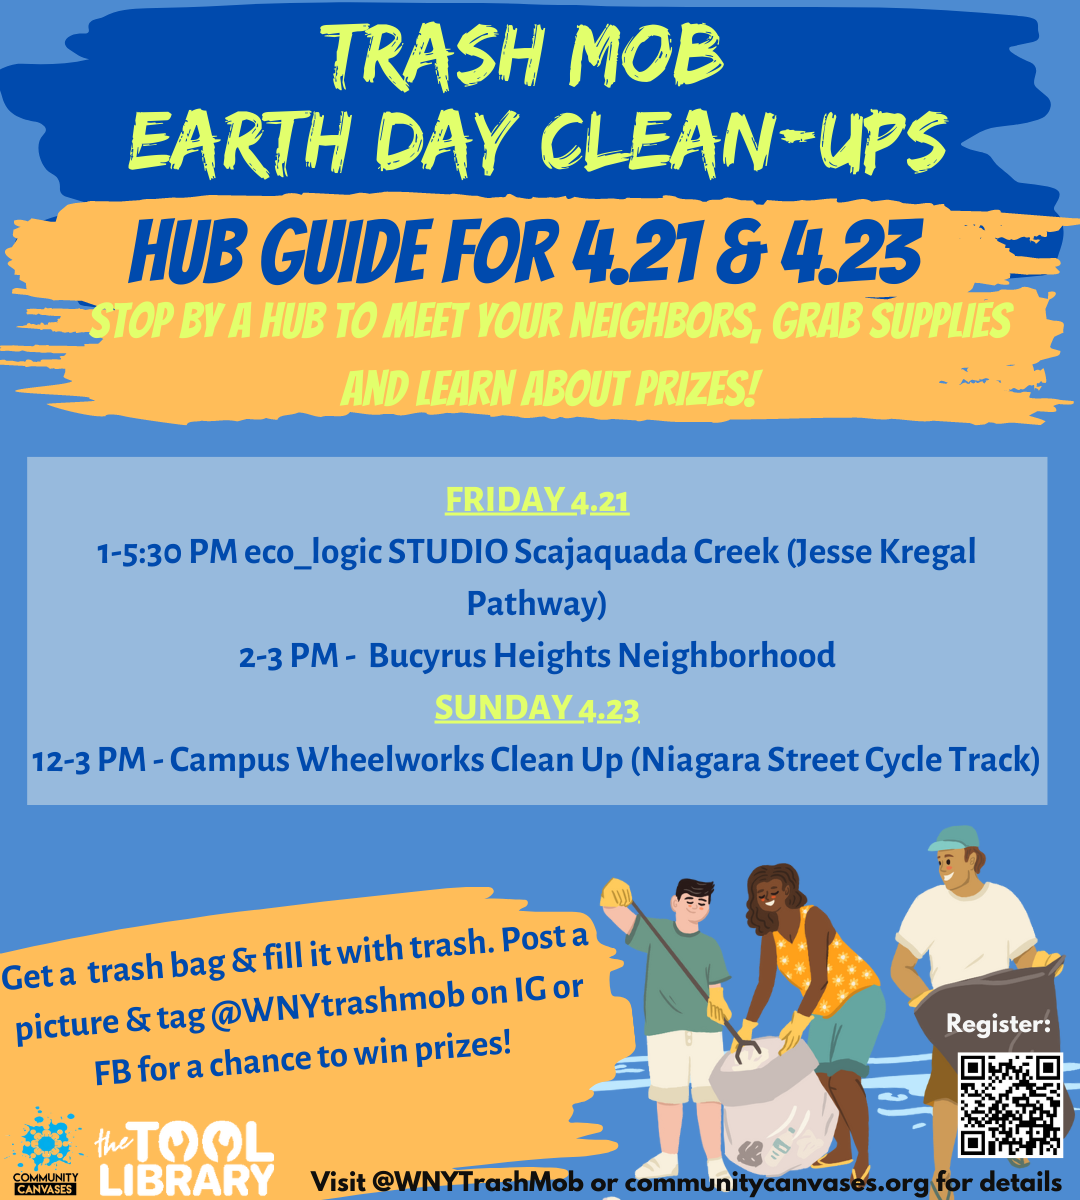 TRASH MOB
EARTH DAY CLEAN-UPS
HUB GUIDE FOR 4.21 & 4.23
STOP BY A HUB TO MEET YOUR NEIGHBORS, GRAB SUPPLIES
AND LEARN ABOUT PRIZES!
FRIDAY 4.21
1-5:30 PM eco_logic STUDIO Scajaquada Creek (Jesse Kregal
Pathway)
2-3 PM - Bucyrus Heights Neighborhood
SUNDAY 4.23
12-3 PM - Campus Wheelworks Clean Up (Niagara Street Cycle Track)
Get a trash bag & fill it with trash. Post a
picture & tag @WNYtrashmob on IG or
FB for a chance to win prizes!
Register:
COMMUNITY
CANVASES
the TOOL
LIBRARY
Visit @WNYTrashMob or communitycanvases.org for details